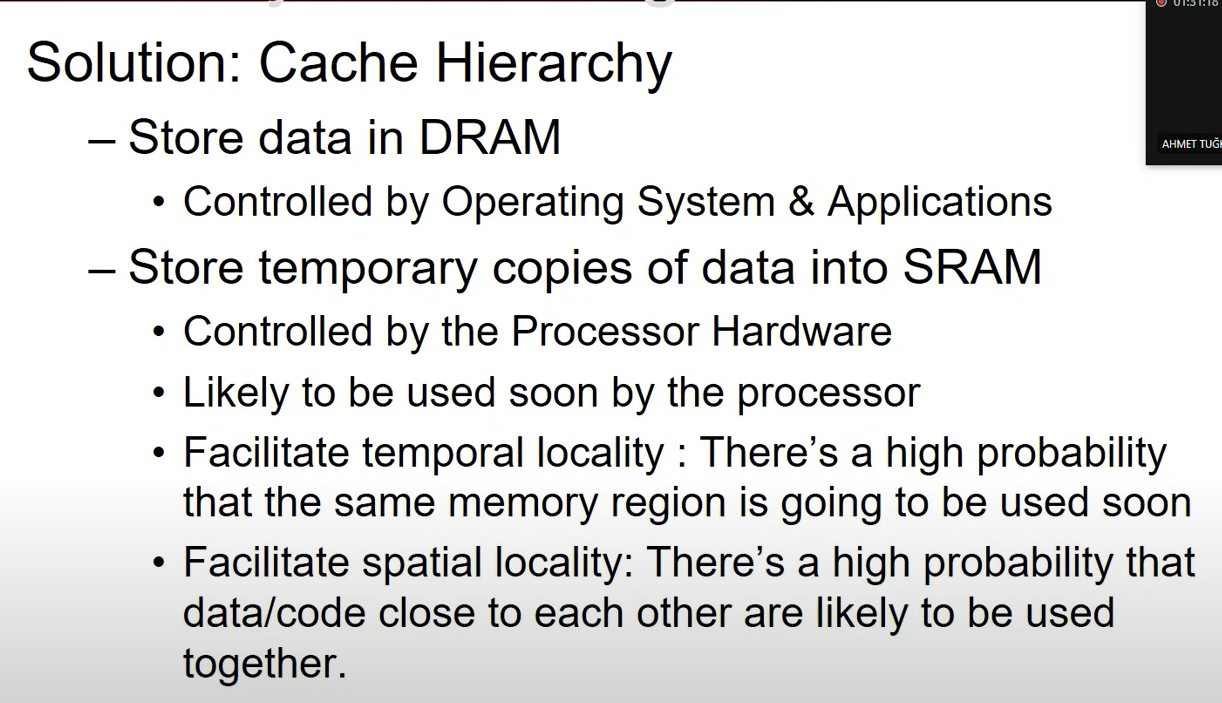 01:31:18
Solution: Cache Hierarchy
– Store data in DRAM
AHMET TUĞ
• Controlled by Operating System & Applications
– Store temporary copies of data into SRAM
• Controlled by the Processor Hardware
• Likely to be used soon by the processor
• Facilitate temporal locality : There’s a high probability
that the same memory region is going to be used soon
• Facilitate spatial locality: There’s a high probability that
data/code close to each other are likely to be used
together.